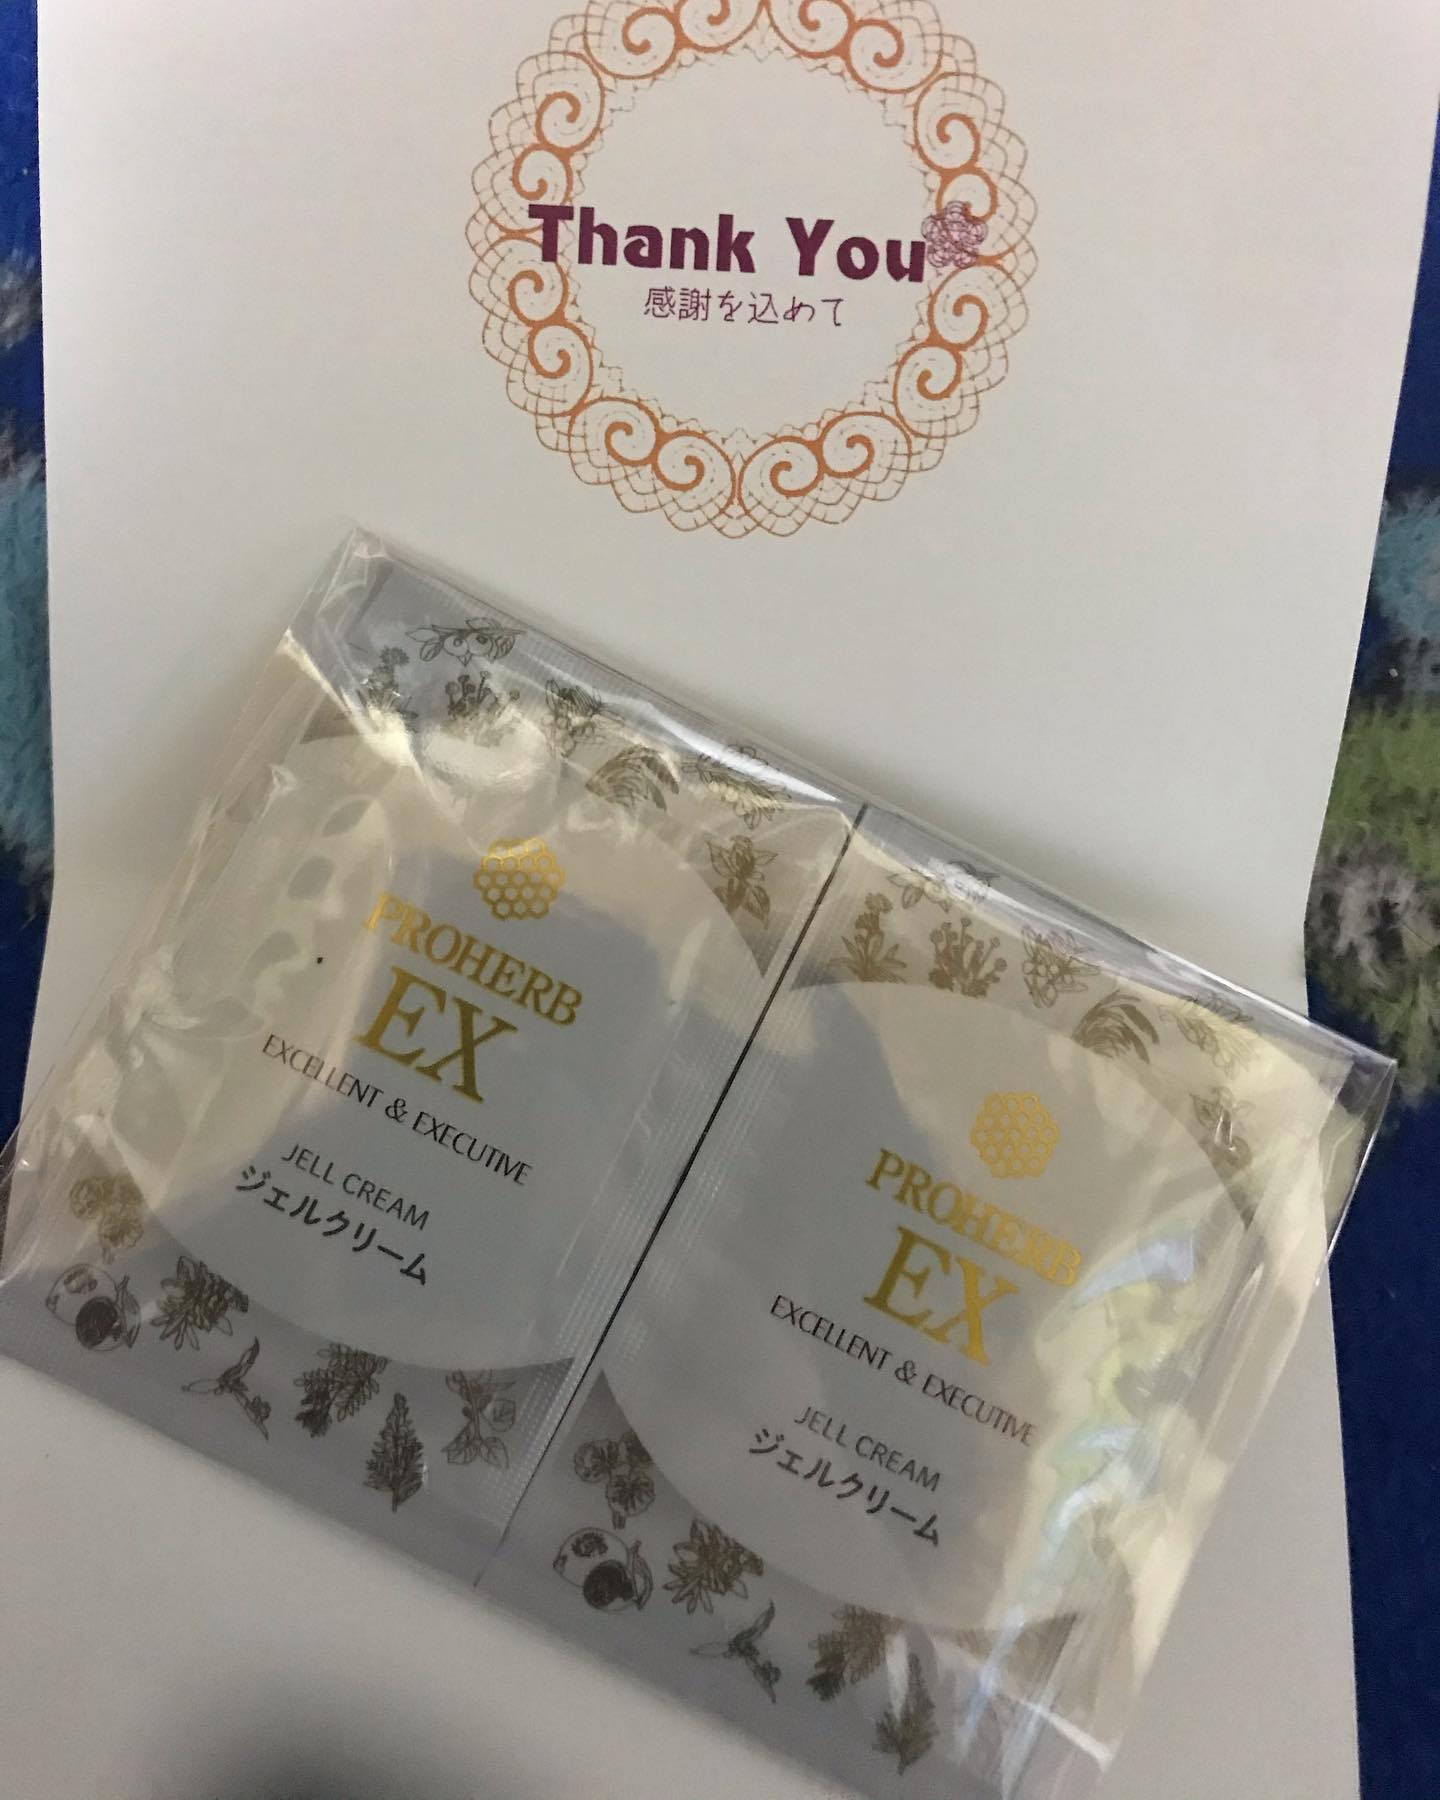 Thank You
感謝を込めて
PROHERB
EX
EXCELLENT & EXECUTIVE
JELL CREAM
ジェルクリーム
PROHERB
EX
EXCELLENT & EXECUTIVE
JELL CREAM
ジェルクリーム